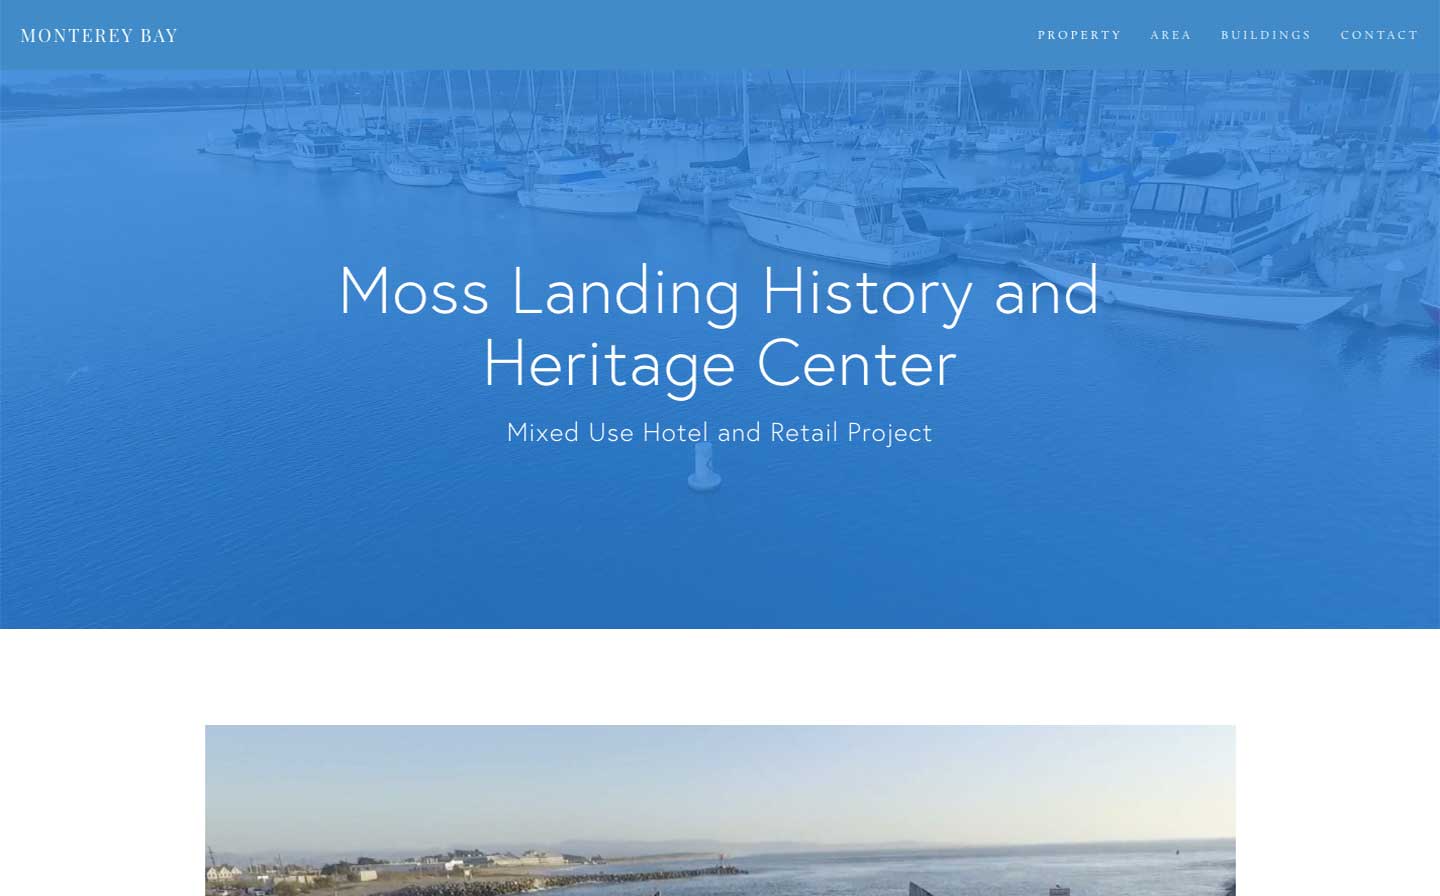 MONTEREY BAY
PROPERTY AREA BUILDINGS CONTACT
Moss Landing History and
Heritage Center
Mixed Use Hotel and Retail Project